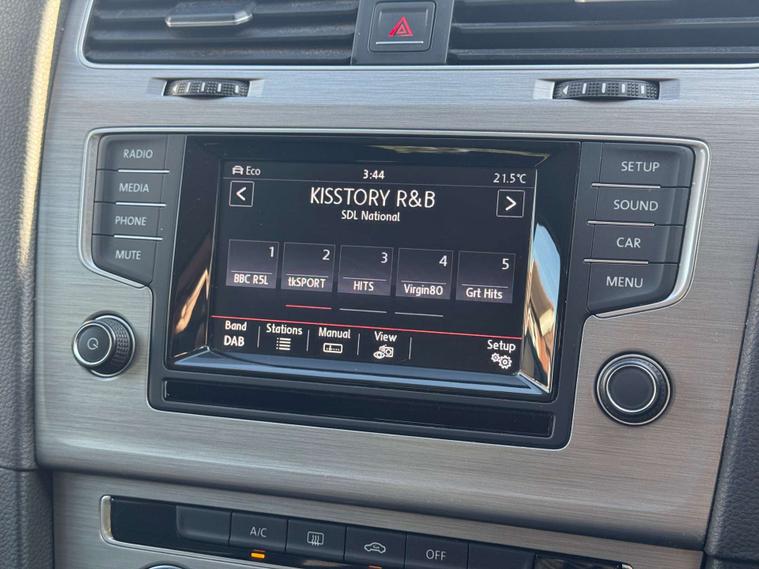 RADIO
MEDIA
PHONE
MUTE
Eco
3:44
21.5°C
<
KISSTORY R&B
>
SDL National
1
2
3
4
5
BBC R5L
tkSPORT
HITS
Virgin80
Grt Hits
Band
DAB
Stations
Manual
View
Setup
SETUP
SOUND
CAR
MENU
A/C
OFF